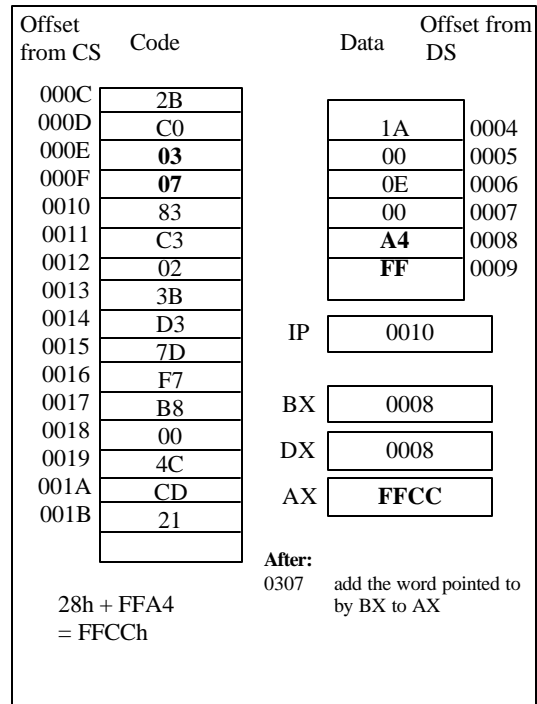 Offset from CS Code Data Offset from DS
000C 2B
000D C0 1A 0004
000E 03 00 0005
000F 07 0E 0006
0010 83 00 0007
0011 C3 A4 0008
0012 02 FF 0009
0013 3B
0014 D3 IP 0010
0015 7D
0016 F7
0017 B8 BX 0008
0018 00
0019 4C DX 0008
001A CD AX FFCC
001B 21
After:
0307 add the word pointed to
by BX to AX
28h + FFA4
= FFCCh